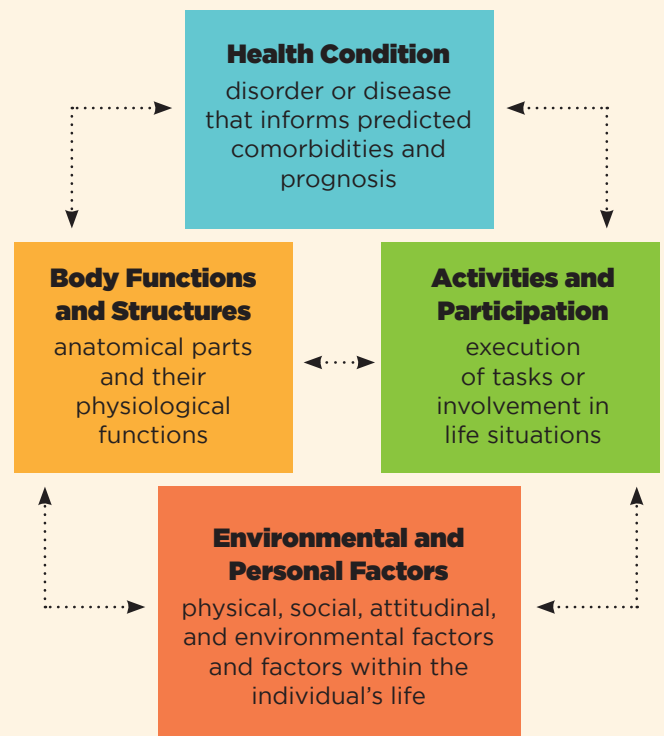 Health Condition
disorder or disease
that informs predicted
comorbidities and
prognosis
Body Functions
and Structures
anatomical parts
and their
physiological
functions
Activities and
Participation
execution
of tasks or
involvement in
life situations
Environmental and
Personal Factors
physical, social, attitudinal,
and environmental factors
and factors within the
individual’s life